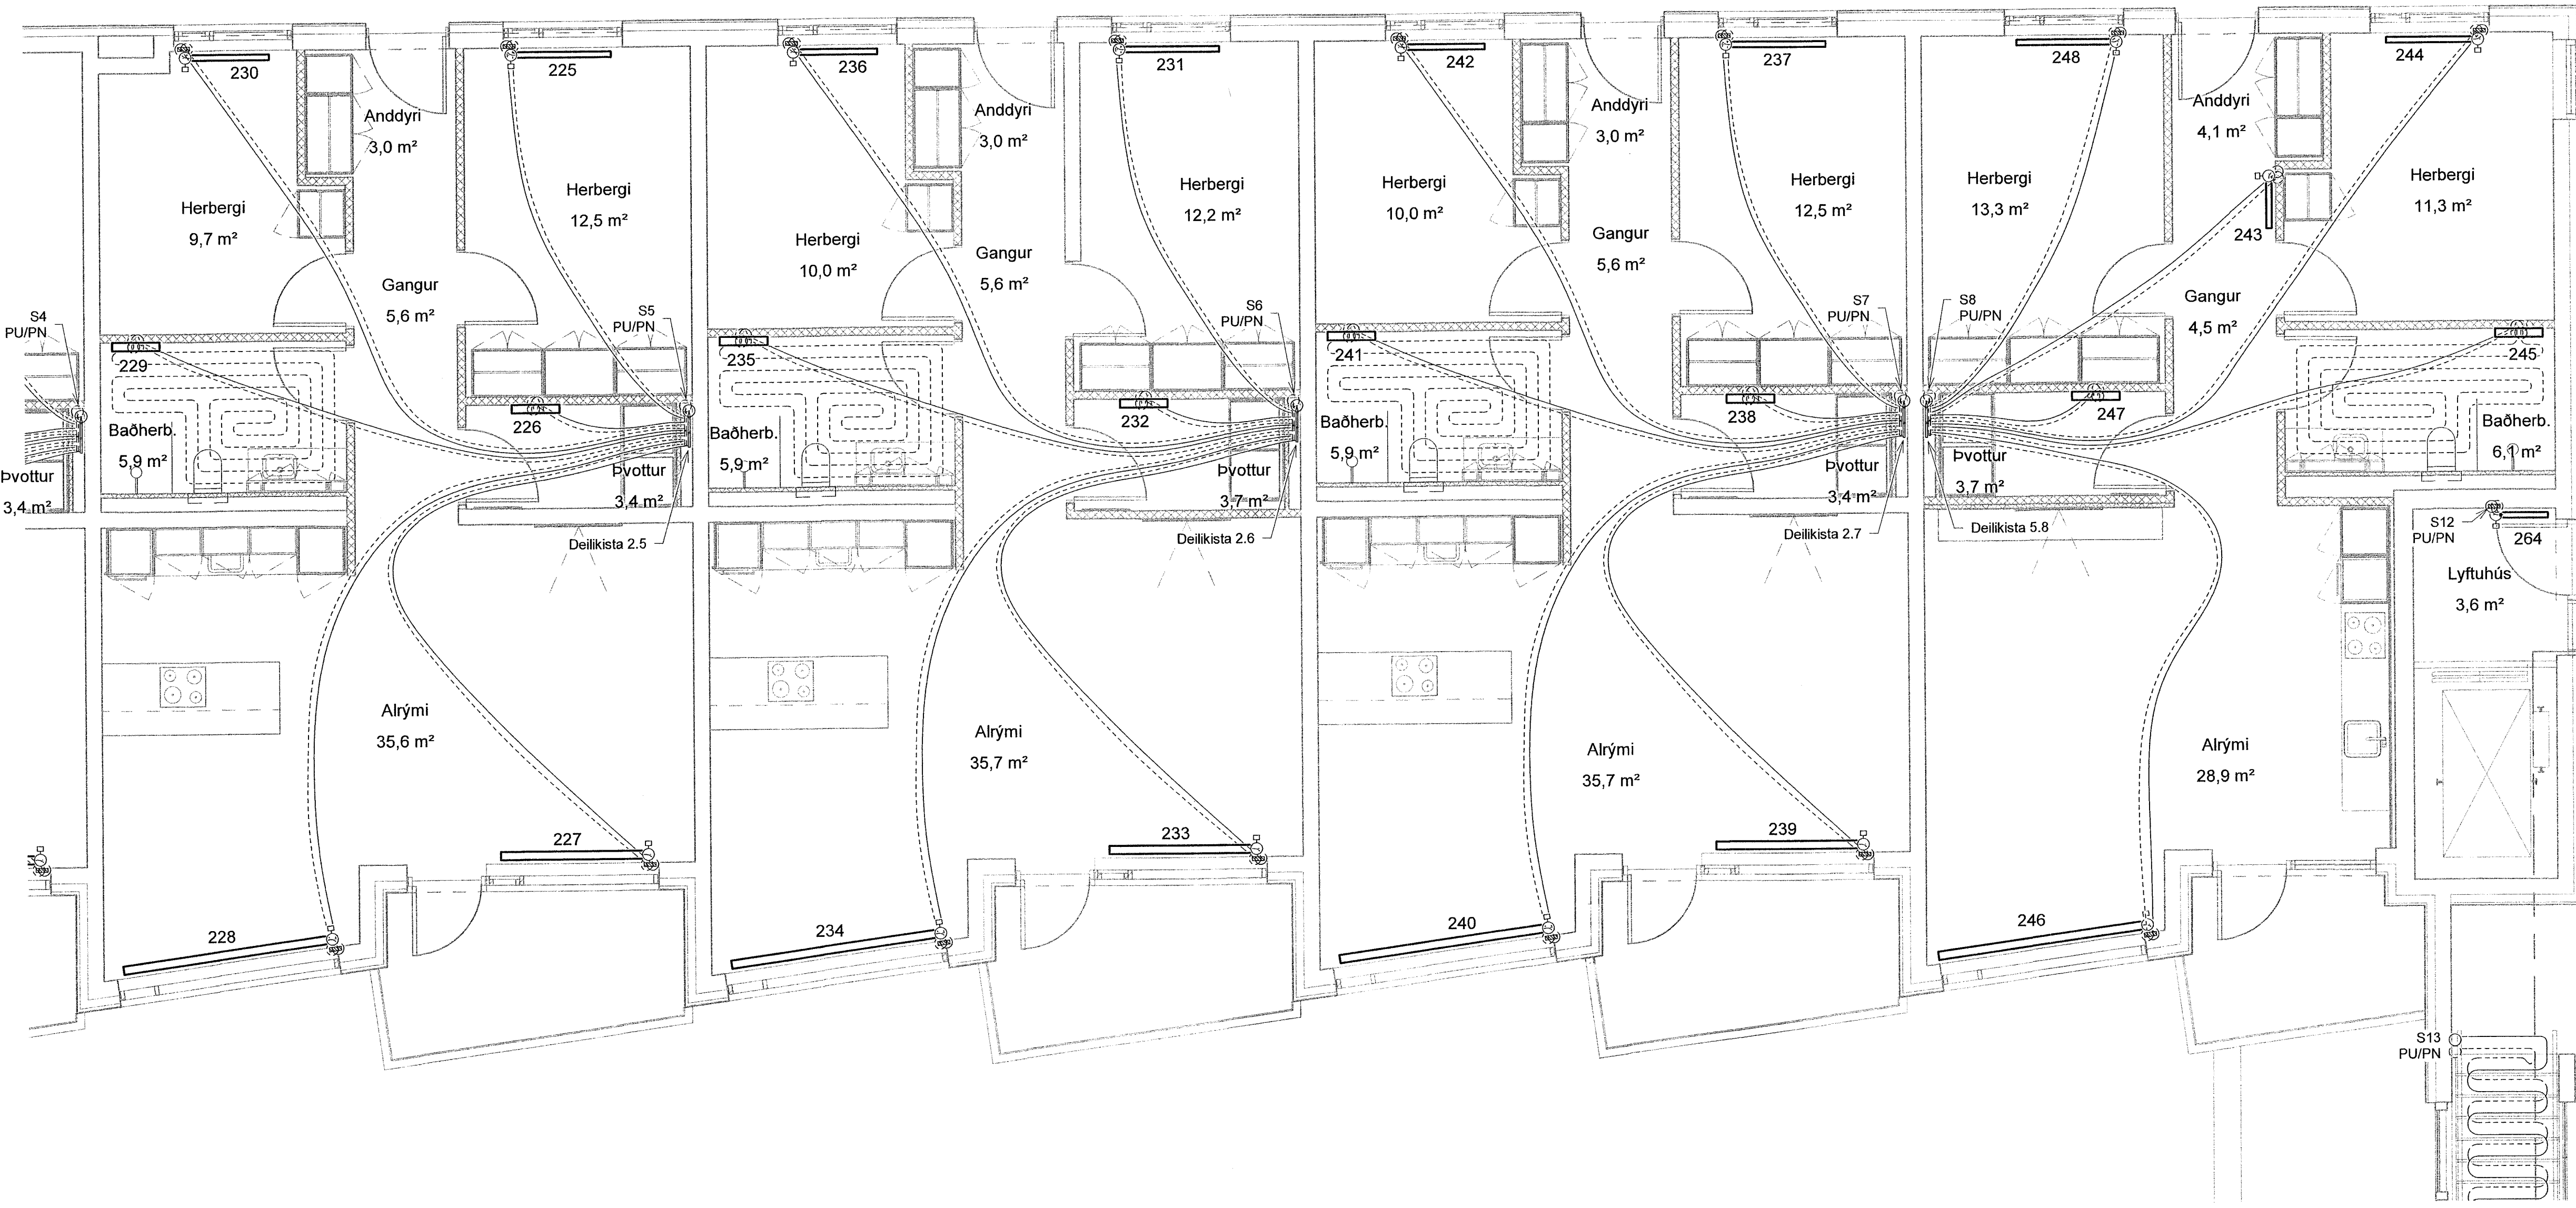 230
225
236
231
242
237
248
244
Anddyri
3,0 m²
Anddyri
3,0 m²
Anddyri
3,0 m²
Anddyri
4,1 m²
Herbergi
9,7 m²
Herbergi
12,5 m²
Herbergi
10,0 m²
Herbergi
12,2 m²
Herbergi
10,0 m²
Herbergi
12,5 m²
Herbergi
13,3 m²
Herbergi
11,3 m²
243
Gangur
5,6 m²
Gangur
5,6 m²
Gangur
5,6 m²
Gangur
4,5 m²
S4
PU/PN
S5
PU/PN
S6
PU/PN
S7
PU/PN
S8
PU/PN
229
235
241
245
226
232
238
247
Baðherb.
5,9 m²
Baðherb.
5,9 m²
Baðherb.
5,9 m²
Baðherb.
6,1 m²
Þvottur
3,4 m²
Þvottur
3,4 m²
Þvottur
3,7 m²
Þvottur
3,4 m²
Þvottur
3,7 m²
Deilikista 2.5
Deilikista 2.6
Deilikista 2.7
Deilikista 5.8
S12
PU/PN
264
Lyftuhús
3,6 m²
Alrými
35,6 m²
Alrými
35,7 m²
Alrými
35,7 m²
Alrými
28,9 m²
227
233
239
228
234
240
246
S13
PU/PN